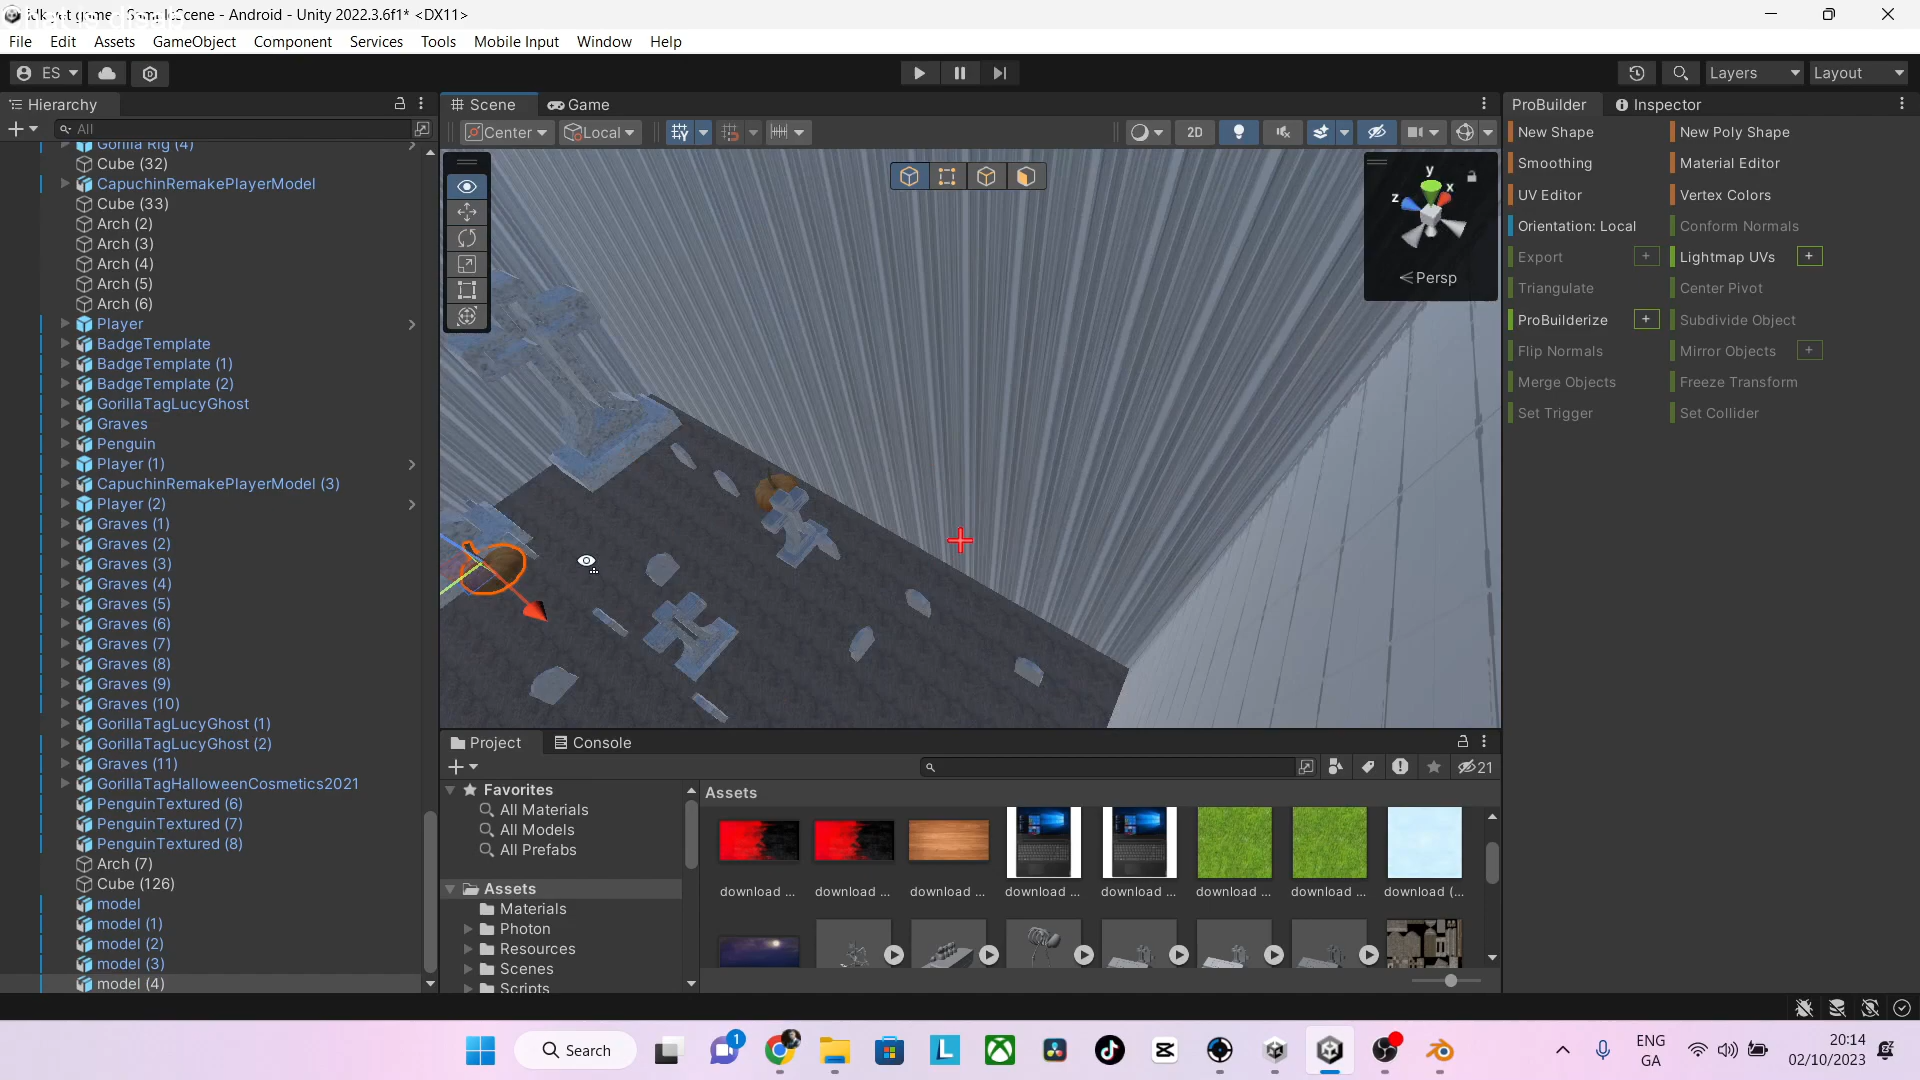 idk yet game - SampleScene - Android - Unity 2022.3.6f1* <DX11>
File Edit Assets GameObject Component Services Tools Mobile Input Window Help
ES Layers Layout
Hierarchy
All
Gorilla Rig (4)
Cube (32)
CapuchinRemakePlayerModel
Cube (33)
Arch (2)
Arch (3)
Arch (4)
Arch (5)
Arch (6)
Player
BadgeTemplate
BadgeTemplate (1)
BadgeTemplate (2)
GorillaTagLucyGhost
Graves
Penguin
Player (1)
CapuchinRemakePlayerModel (3)
Player (2)
Graves (1)
Graves (2)
Graves (3)
Graves (4)
Graves (5)
Graves (6)
Graves (7)
Graves (8)
Graves (9)
Graves (10)
GorillaTagLucyGhost (1)
GorillaTagLucyGhost (2)
Graves (11)
GorillaTagHalloweenCosmetics2021
PenguinTextured (6)
PenguinTextured (7)
PenguinTextured (8)
Arch (7)
Cube (126)
model
model (1)
model (2)
model (3)
model (4)
Scene Game
Center Local 2D
y
x
z
Persp
Project Console
21
Favorites
All Materials
All Models
All Prefabs
Assets
Materials
Photon
Resources
Scenes
Scripts
Assets
download ... download ... download ... download ... download ... download ... download ... download (...
ProBuilder Inspector
New Shape New Poly Shape
Smoothing Material Editor
UV Editor Vertex Colors
Orientation: Local Conform Normals
Export + Lightmap UVs +
Triangulate Center Pivot
ProBuilderize + Subdivide Object
Flip Normals Mirror Objects +
Merge Objects Freeze Transform
Set Trigger Set Collider
Search
1
ENG
GA
20:14
02/10/2023